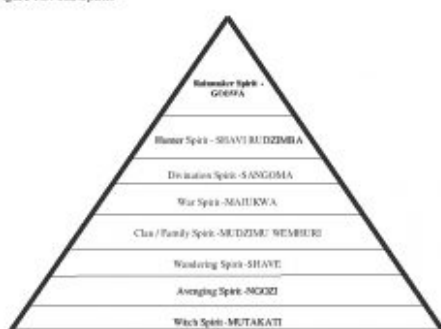 Rainmaker Spirit -
GOBWA
Hunter Spirit - SHAVI RUDZIMBA
Divination Spirit -SANGOMA
War Spirit -MAJUKWA
Clan / Family Spirit -MUDZIMU WEMHURI
Wandering Spirit -SHAVE
Avenging Spirit -NGOZI
Witch Spirit -MUTAKATI